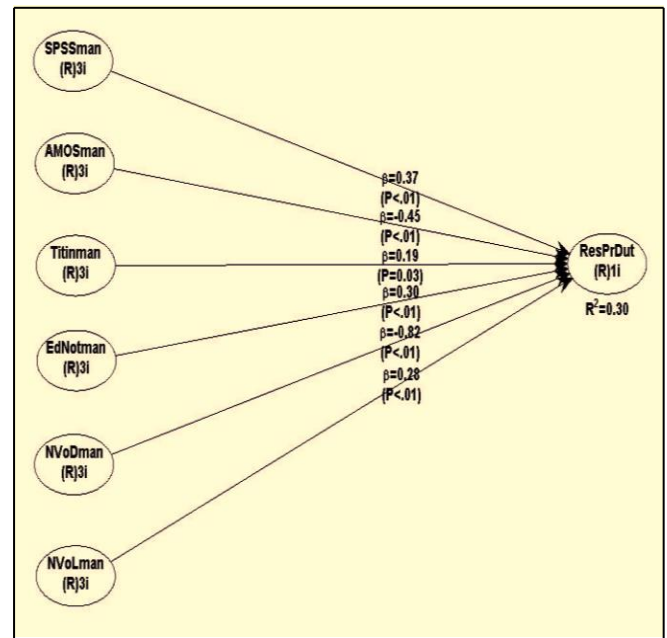 SPSSman
(R)3i
AMOSman
(R)3i
β=0.37
(P<.01)
β=-0.45
(P<.01)
Titinman
(R)3i
β=0.19
(P=0.03)
ResPrDut
(R)1i
R²=0.30
β=0.30
(P<.01)
EdNotman
(R)3i
β=-0.82
(P<.01)
β=0.28
(P<.01)
NVoDman
(R)3i
NVoLman
(R)3i